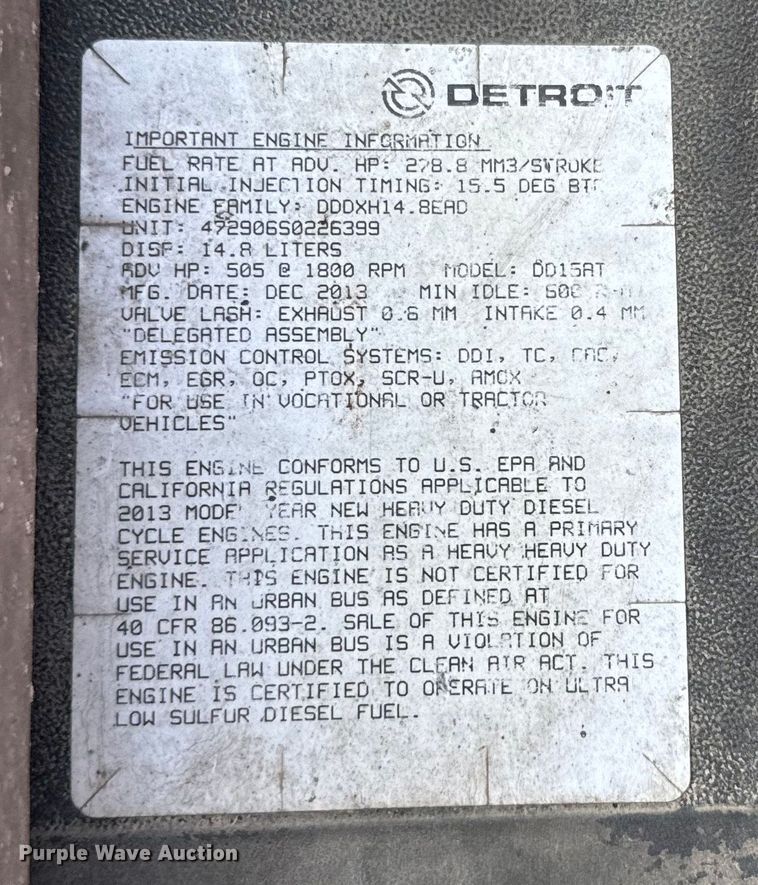 DETROIT
IMPORTANT ENGINE INFORMATION
FUEL RATE AT ADV. HP: 278.8 MM3/STROKE
INITIAL INJECTION TIMING: 15.5 DEG
ENGINE FAMILY: DDDXH14.8EAD
UNIT: 472906S0226399
DISP: 14.8 LITERS
ADV HP: 505 @ 1800 RPM MODEL: DD15AT
MFG. DATE: DEC 2013 MIN IDLE: 600 RPM
VALVE LASH: EXHAUST 0.6 MM INTAKE 0.4 MM
"DELEGATED ASSEMBLY"
EMISSION CONTROL SYSTEMS: DDI, TC, CAC,
ECM, EGR, OC, PTOX, SCR-U, AMOX
"FOR USE IN VOCATIONAL OR TRACTOR
VEHICLES"
THIS ENGINE CONFORMS TO U.S. EPA AND
CALIFORNIA REGULATIONS APPLICABLE TO
2013 MODEL YEAR NEW HEAVY DUTY DIESEL
CYCLE ENGINES. THIS ENGINE HAS A PRIMARY
SERVICE APPLICATION AS A HEAVY HEAVY DUTY
ENGINE. THIS ENGINE IS NOT CERTIFIED FOR
USE IN AN URBAN BUS AS DEFINED AT
40 CFR 86.093-2. SALE OF THIS ENGINE FOR
USE IN AN URBAN BUS IS A VIOLATION OF
FEDERAL LAW UNDER THE CLEAN AIR ACT. THIS
ENGINE IS CERTIFIED TO OPERATE ON ULTRA
LOW SULFUR DIESEL FUEL.
Purple Wave Auction